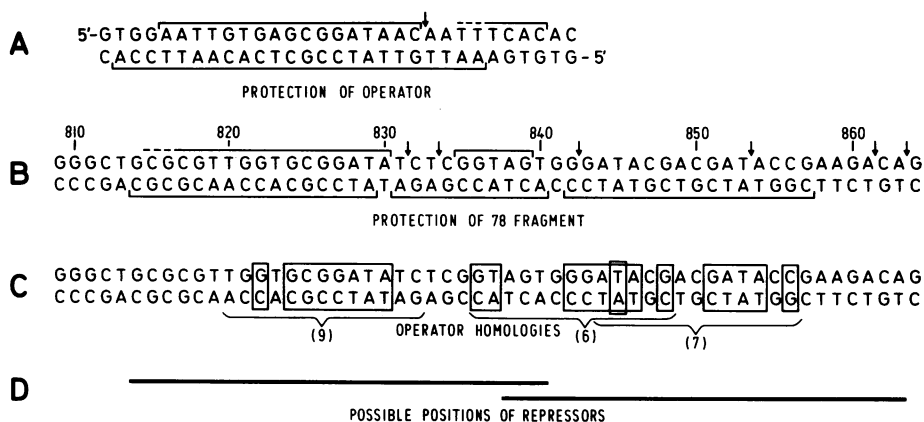 A
5'-GTGGAATTGTGAGCGGATAACAATTTCACAC
CACCTTAACACTCGCCTATTGTTAAAGTGTG-5'
PROTECTION OF OPERATOR
810 820 830 840 850 860
B
GGGCTGCGCGTTGGTGCGGATATCTCGGTAGTGGGATACGACGATACCGAAGACAG
CCCGACGCGCAACCACGCCTATAGAGCCATCACCCTATGCTGCTATGGCTTCTGTC
PROTECTION OF 78 FRAGMENT
C
GGGCTGCGCGTTGGTGCGGATATCTCGGTAGTGGGATACGACGATACCGAAGACAG
CCCGACGCGCAACCACGCCTATAGAGCCATCACCCTATGCTGCTATGGCTTCTGTC
(9) OPERATOR HOMOLOGIES (6) (7)
D
POSSIBLE POSITIONS OF REPRESSORS